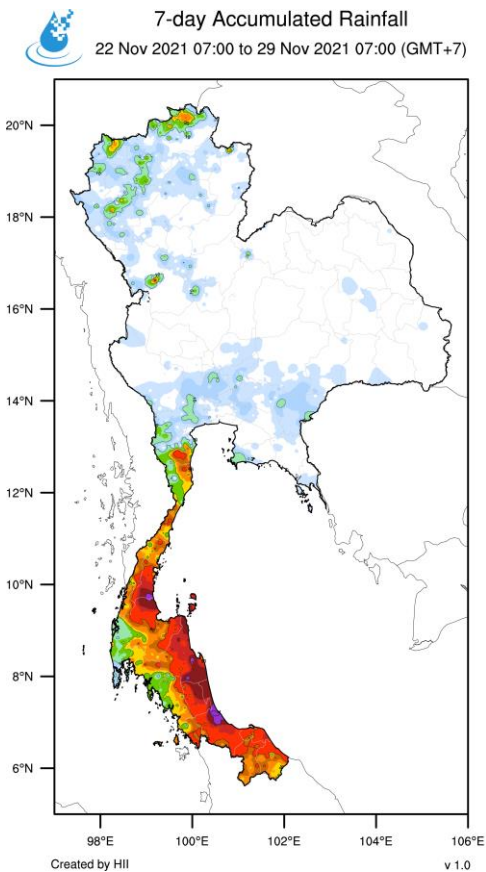 7-day Accumulated Rainfall
22 Nov 2021 07:00 to 29 Nov 2021 07:00 (GMT+7)
20°N
18°N
16°N
14°N
12°N
10°N
8°N
6°N
98°E 100°E 102°E 104°E 106°E
Created by HII v 1.0